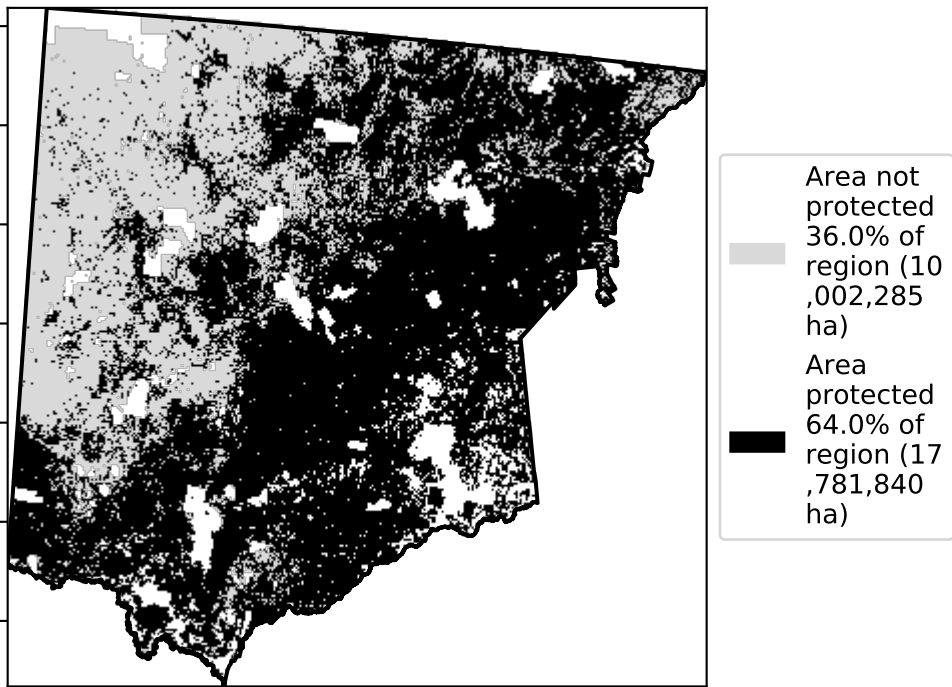 Area not
protected
36.0% of
region (10
,002,285
ha)
Area
protected
64.0% of
region (17
,781,840
ha)